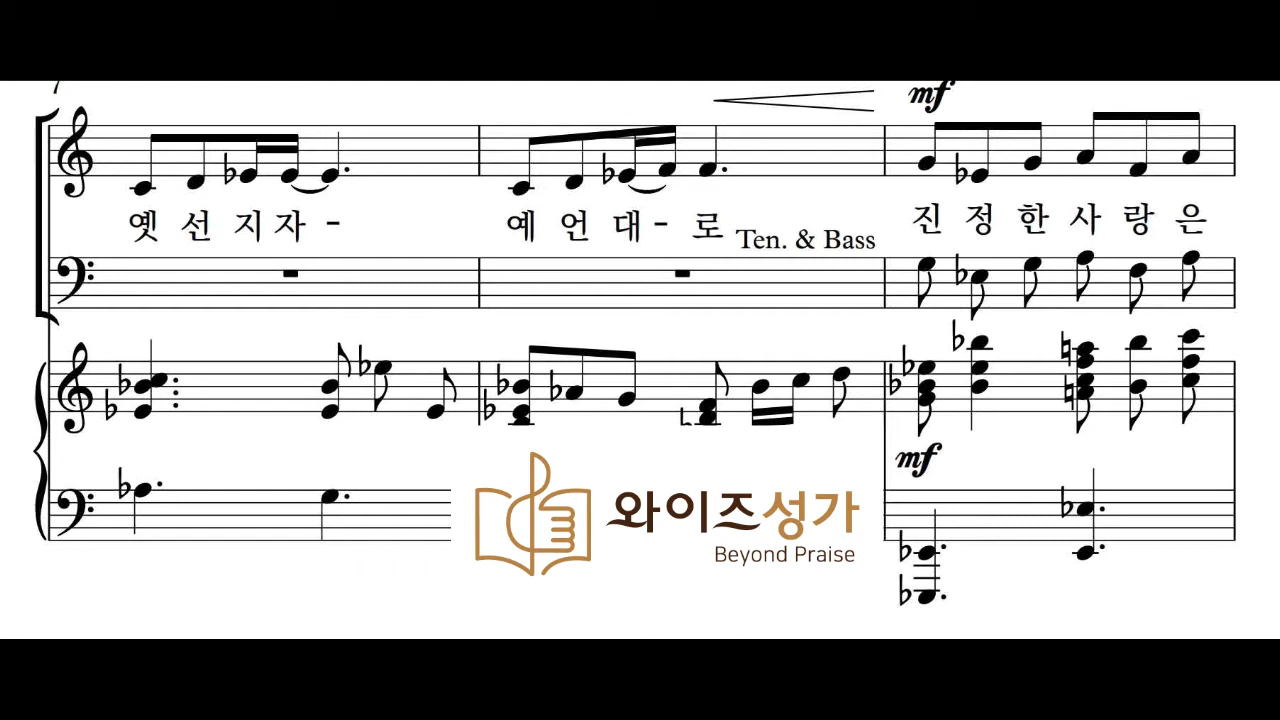 mf
옛 선 지 자 - 예 언 대 - 로 진 정 한 사 랑 은
Ten. & Bass
mf
와이즈성가
Beyond Praise